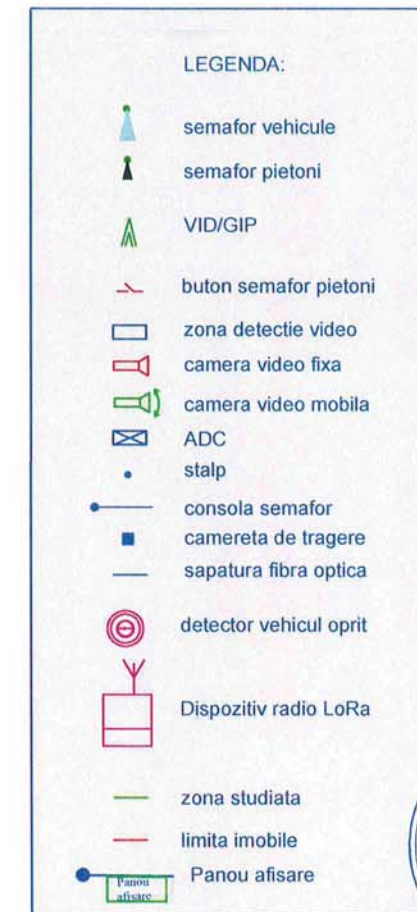 LEGENDA:
semafor vehicule
semafor pietoni
VID/GIP
buton semafor pietoni
zona detectie video
camera video fixa
camera video mobila
ADC
stalp
consola semafor
camereta de tragere
sapatura fibra optica
detector vehicul oprit
Dispozitiv radio LoRa
zona studiata
limita imobile
Panou afisare
Panou
afisare